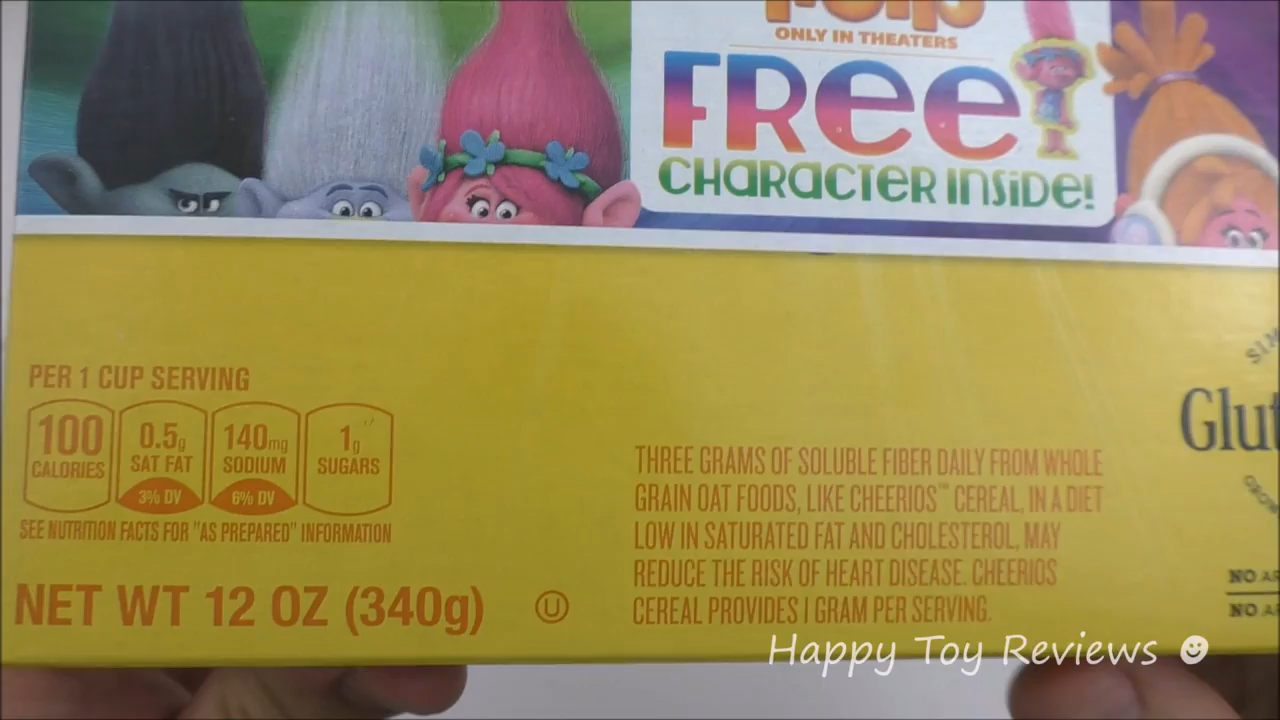 ONLY IN THEATERS
FREE
CHARACTER INSIDE!
PER 1 CUP SERVING
100 CALORIES
0.5g SAT FAT 3% DV
140mg SODIUM 6% DV
1g SUGARS
SEE NUTRITION FACTS FOR "AS PREPARED" INFORMATION
NET WT 12 OZ (340g)
U
THREE GRAMS OF SOLUBLE FIBER DAILY FROM WHOLE
GRAIN OAT FOODS, LIKE CHEERIOS™ CEREAL, IN A DIET
LOW IN SATURATED FAT AND CHOLESTEROL, MAY
REDUCE THE RISK OF HEART DISEASE. CHEERIOS
CEREAL PROVIDES 1 GRAM PER SERVING.
NO
NO
Happy Toy Reviews